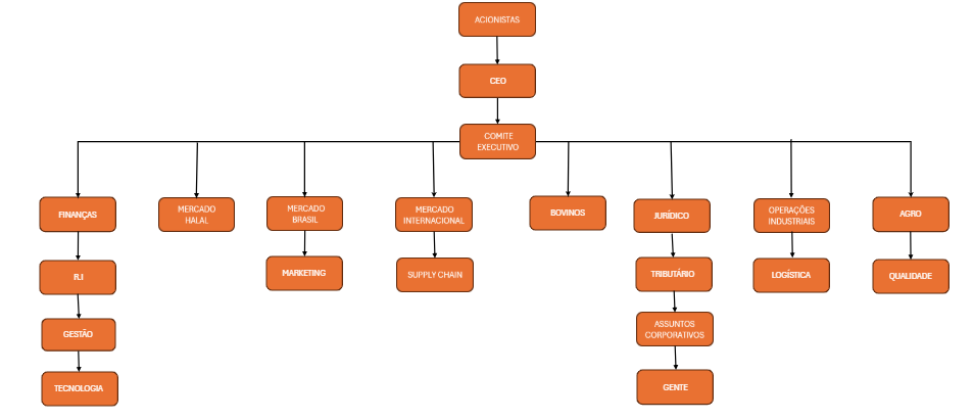 ACIONISTAS
CEO
COMITE
EXECUTIVO
FINANÇAS
MERCADO
HALAL
MERCADO
BRASIL
MERCADO
INTERNACIONAL
BOVINOS
JURÍDICO
OPERAÇÕES
INDUSTRIAIS
AGRO
R.I
MARKETING
SUPPLY CHAIN
TRIBUTÁRIO
LOGÍSTICA
QUALIDADE
GESTÃO
ASSUNTOS
CORPORATIVOS
TECNOLOGIA
GENTE